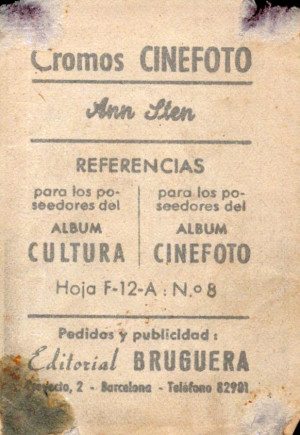 Cromos CINEFOTO
Ann Sten
REFERENCIAS
para los po-
seedores del
ALBUM
CULTURA
para los po-
seedores del
ALBUM
CINEFOTO
Hoja F-12-A : N.º 8
Pedidos y publicidad :
Editorial BRUGUERA
2 - Barcelona - Teléfono 82981